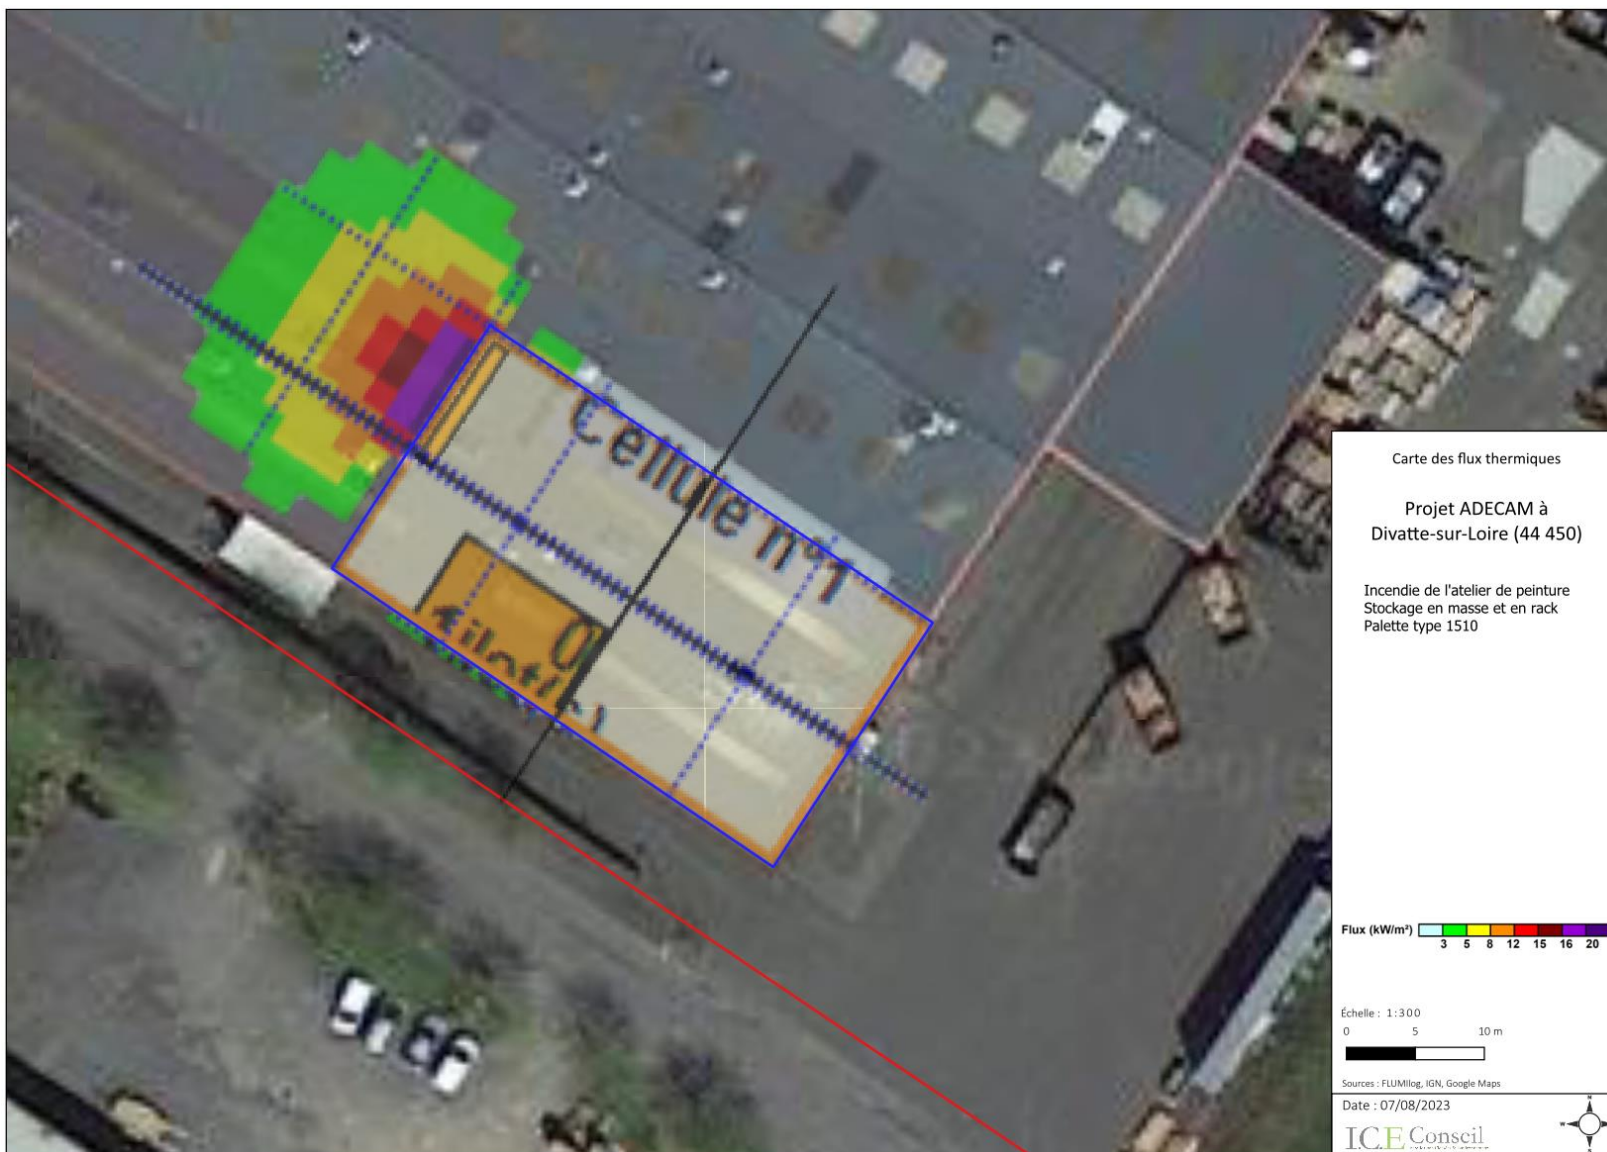 Cellule n°1
Carte des flux thermiques
Projet ADECAM à
Divatte-sur-Loire (44 450)
Incendie de l'atelier de peinture
Stockage en masse et en rack
Palette type 1510
Flux (kW/m²)
3 5 8 12 15 16 20
Échelle : 1:300
0 5 10 m
Sources : FLUMilog, IGN, Google Maps
Date : 07/08/2023
I.C.E Conseil